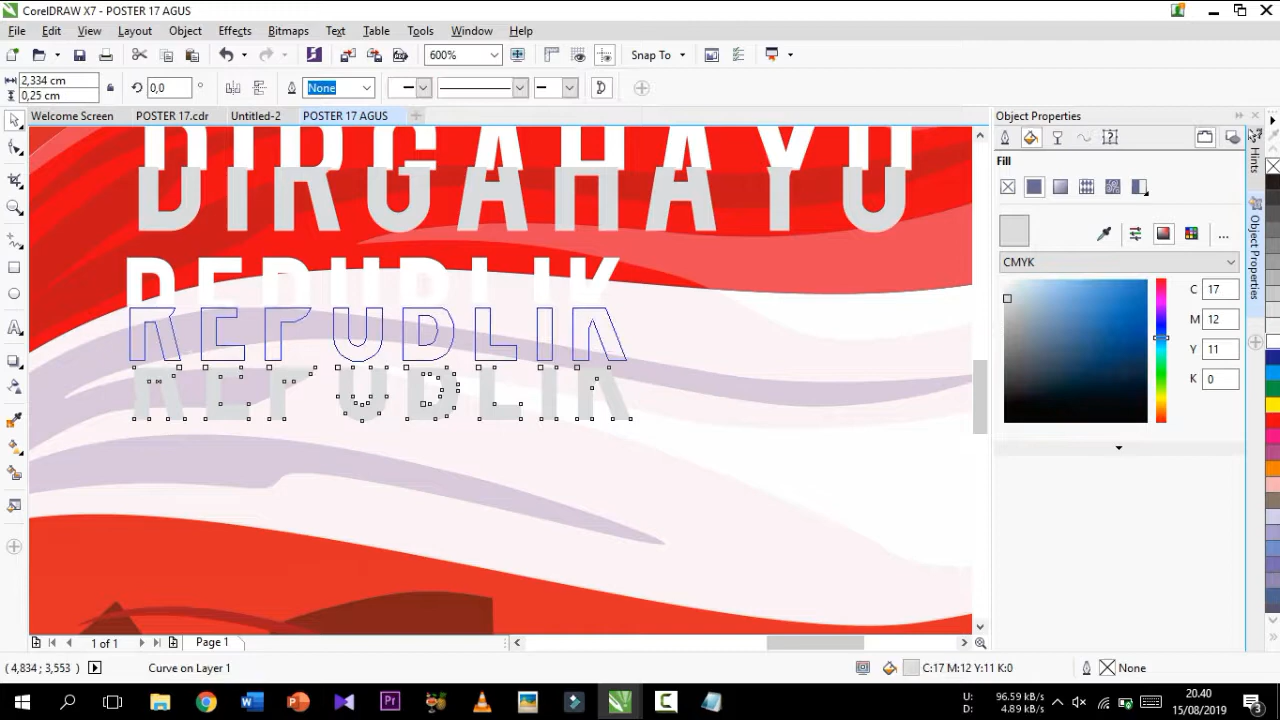 CorelDRAW X7 - POSTER 17 AGUS
File Edit View Layout Object Effects Bitmaps Text Table Tools Window Help
600% Snap To
2,334 cm
0,25 cm
0,0 ° None
Welcome Screen POSTER 17.cdr Untitled-2 POSTER 17 AGUS
DIRGAHAYU
REPUBLIK
REPUBLIK
REPUBLIK
Object Properties
Fill
CMYK
C 17
M 12
Y 11
K 0
Hints
Object Properties
1 of 1 Page 1
( 4,834 ; 3,553 ) Curve on Layer 1 C:17 M:12 Y:11 K:0 None
U: 96.59 kB/s
D: 4.89 kB/s
20.40
15/08/2019
3